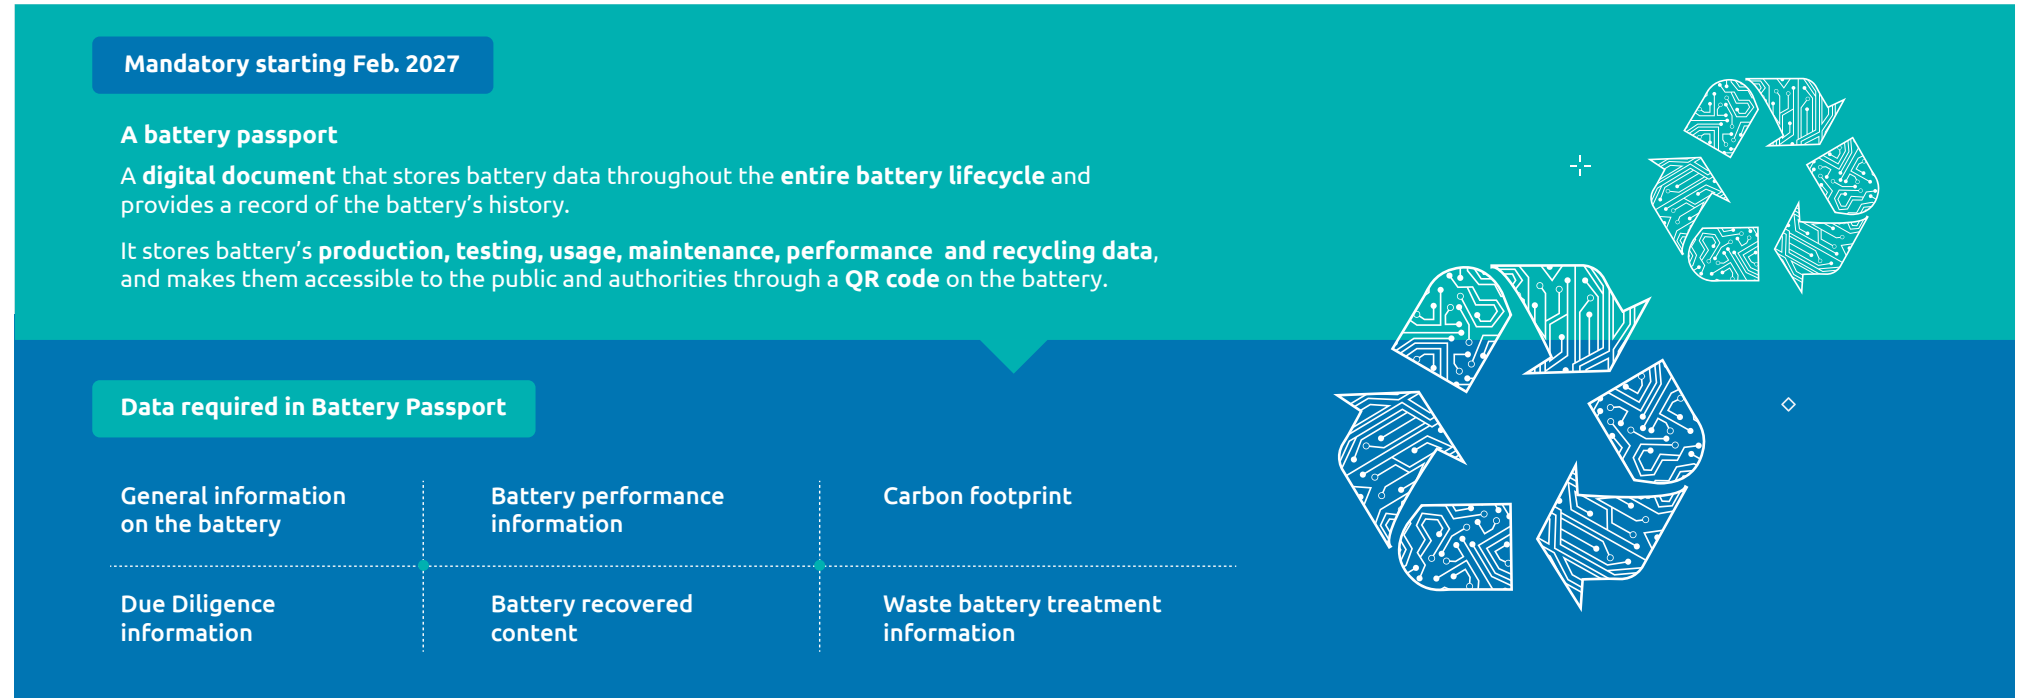 Mandatory starting Feb. 2027
A battery passport
A digital document that stores battery data throughout the entire battery lifecycle and
provides a record of the battery’s history.
It stores battery’s production, testing, usage, maintenance, performance and recycling data,
and makes them accessible to the public and authorities through a QR code on the battery.
Data required in Battery Passport
General information
on the battery
Battery performance
information
Carbon footprint
Due Diligence
information
Battery recovered
content
Waste battery treatment
information